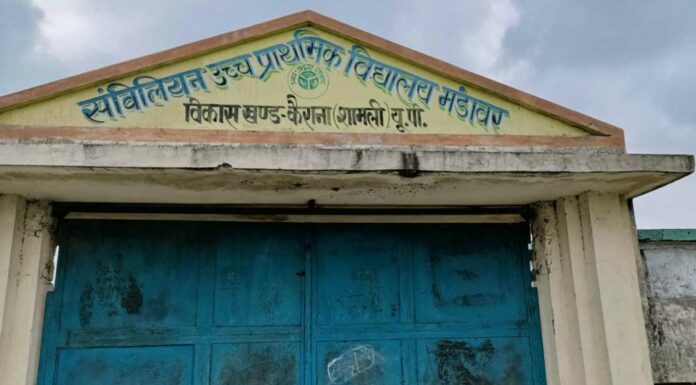 संविलियन उच्च प्राथमिक विद्यालय मंडावर
विकास खण्ड-कैराना (शामली) यू.पी.